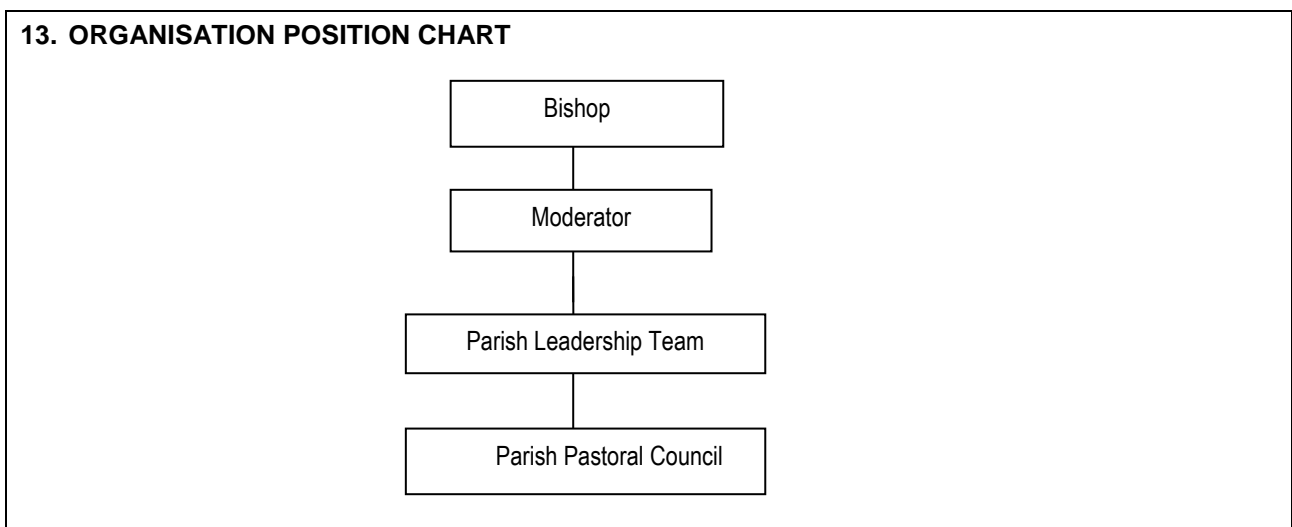 13. ORGANISATION POSITION CHART
Bishop
Moderator
Parish Leadership Team
Parish Pastoral Council